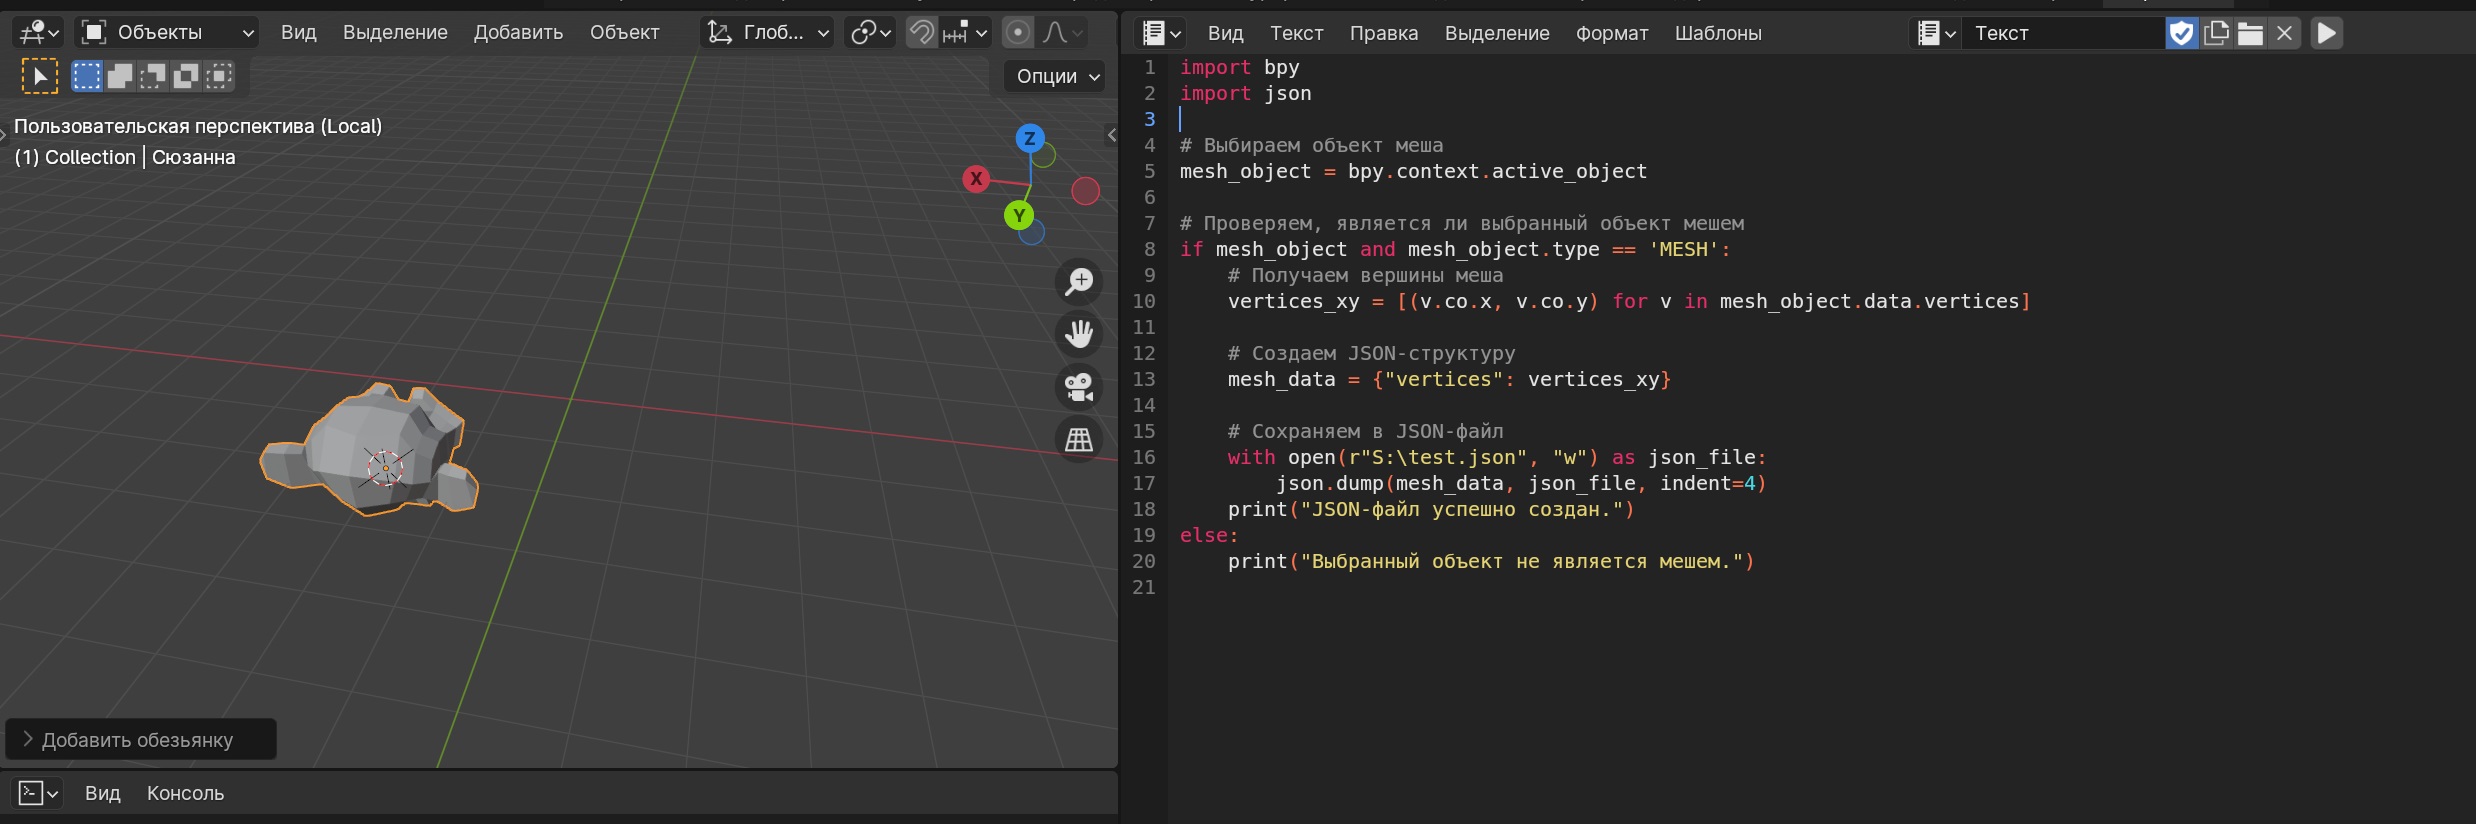 Объекты
Вид
Выделение
Добавить
Объект
Глоб...
Опции
Пользовательская перспектива (Local)
(1) Collection | Сюзанна
Z
X
Y
Добавить обезьянку
Вид
Консоль
Вид
Текст
Правка
Выделение
Формат
Шаблоны
Текст
1 import bpy
2 import json
3
4 # Выбираем объект меша
5 mesh_object = bpy.context.active_object
6
7 # Проверяем, является ли выбранный объект мешем
8 if mesh_object and mesh_object.type == 'MESH':
9     # Получаем вершины меша
10     vertices_xy = [(v.co.x, v.co.y) for v in mesh_object.data.vertices]
11
12     # Создаем JSON-структуру
13     mesh_data = {"vertices": vertices_xy}
14
15     # Сохраняем в JSON-файл
16     with open(r"S:\test.json", "w") as json_file:
17         json.dump(mesh_data, json_file, indent=4)
18     print("JSON-файл успешно создан.")
19 else:
20     print("Выбранный объект не является мешем.")
21